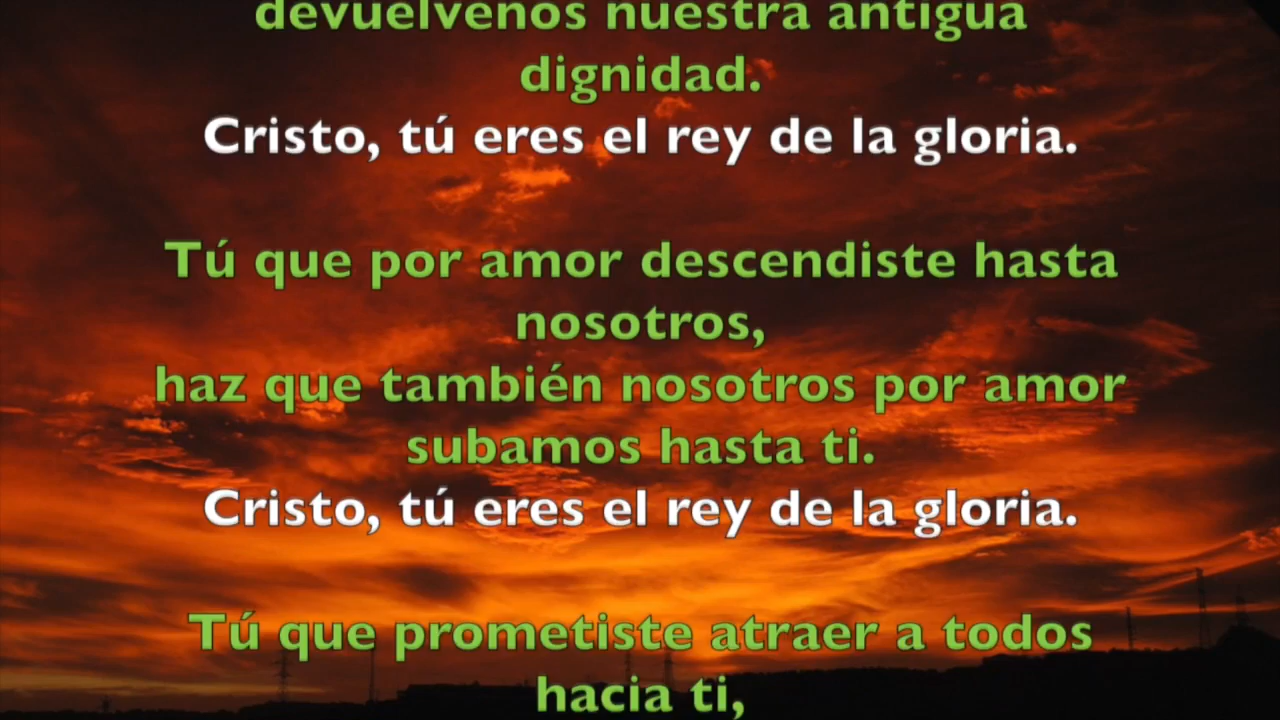 devuélvenos nuestra antigua
dignidad.
Cristo, tú eres el rey de la gloria.
Tú que por amor descendiste hasta
nosotros,
haz que también nosotros por amor
subamos hasta ti.
Cristo, tú eres el rey de la gloria.
Tú que prometiste atraer a todos
hacia ti,